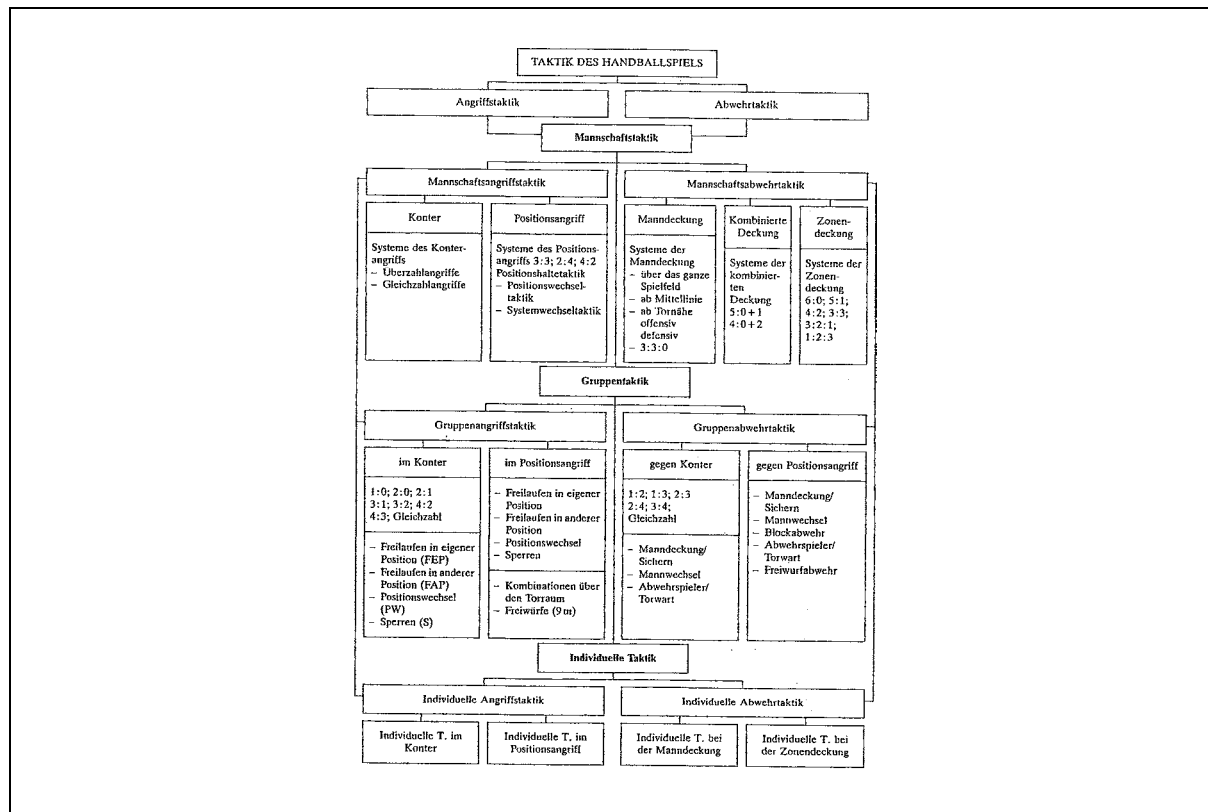 TAKTIK DES HANDBALLSPIELS
Angriffstaktik
Abwehrtaktik
Mannschaftstaktik
Mannschaftsangriffstaktik
Mannschaftsabwehrtaktik
Konter
Systeme des Konter-
angriffs
– Überzahlangriffe
– Gleichzahlangriffe
Positionsangriff
Systeme des Positions-
angriffs 3:3; 2:4; 4:2
Positionshaltetaktik
– Positionswechsel-
taktik
– Systemwechseltaktik
Manndeckung
Systeme der
Manndeckung
– über das ganze
Spielfeld
– ab Mittellinie
– ab Tornähe
offensiv
defensiv
– 3:3:0
Kombinierte
Deckung
Systeme der
kombinier-
ten
Deckung
5:0+1
4:0+2
Zonen-
deckung
Systeme der
Zonen-
deckung
6:0; 5:1;
4:2; 3:3;
3:2:1;
1:2:3
Gruppentaktik
Gruppenangriffstaktik
Gruppenabwehrtaktik
im Konter
1:0; 2:0; 2:1
3:1; 3:2; 4:2
4:3; Gleichzahl
– Freilaufen in eigener
Position (FEP)
– Freilaufen in anderer
Position (FAP)
– Positionswechsel
(PW)
– Sperren (S)
im Positionsangriff
– Freilaufen in eigener
Position
– Freilaufen in anderer
Position
– Positionswechsel
– Sperren
– Kombinationen über
den Torraum
– Freiwürfe (9 m)
gegen Konter
1:2; 1:3; 2:3
2:4; 3:4;
Gleichzahl
– Manndeckung/
Sichern
– Mannwechsel
– Abwehrspieler/
Torwart
gegen Positionsangriff
– Manndeckung/
Sichern
– Mannwechsel
– Blockabwehr
– Abwehrspieler/
Torwart
– Freiwurfabwehr
Individuelle Taktik
Individuelle Angriffstaktik
Individuelle Abwehrtaktik
Individuelle T. im
Konter
Individuelle T. im
Positionsangriff
Individuelle T. bei
der Manndeckung
Individuelle T. bei
der Zonendeckung